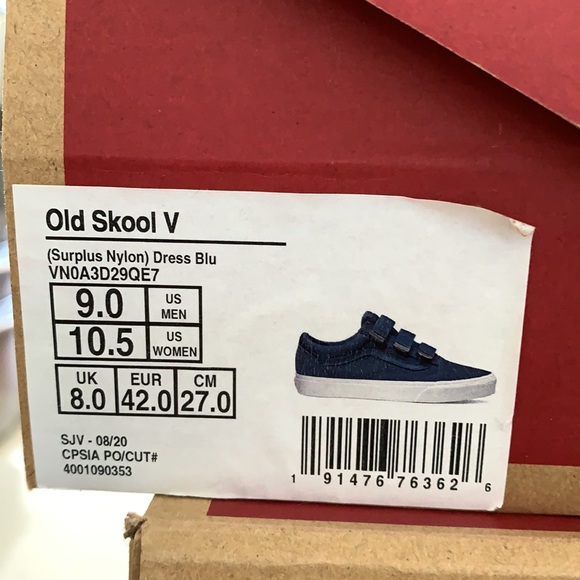 Old Skool V
(Surplus Nylon) Dress Blu
VN0A3D29QE7
9.0 US MEN
10.5 US WOMEN
UK EUR CM
8.0 42.0 27.0
SJV - 08/20
CPSIA PO/CUT#
4001090353
1 91476 76362 6